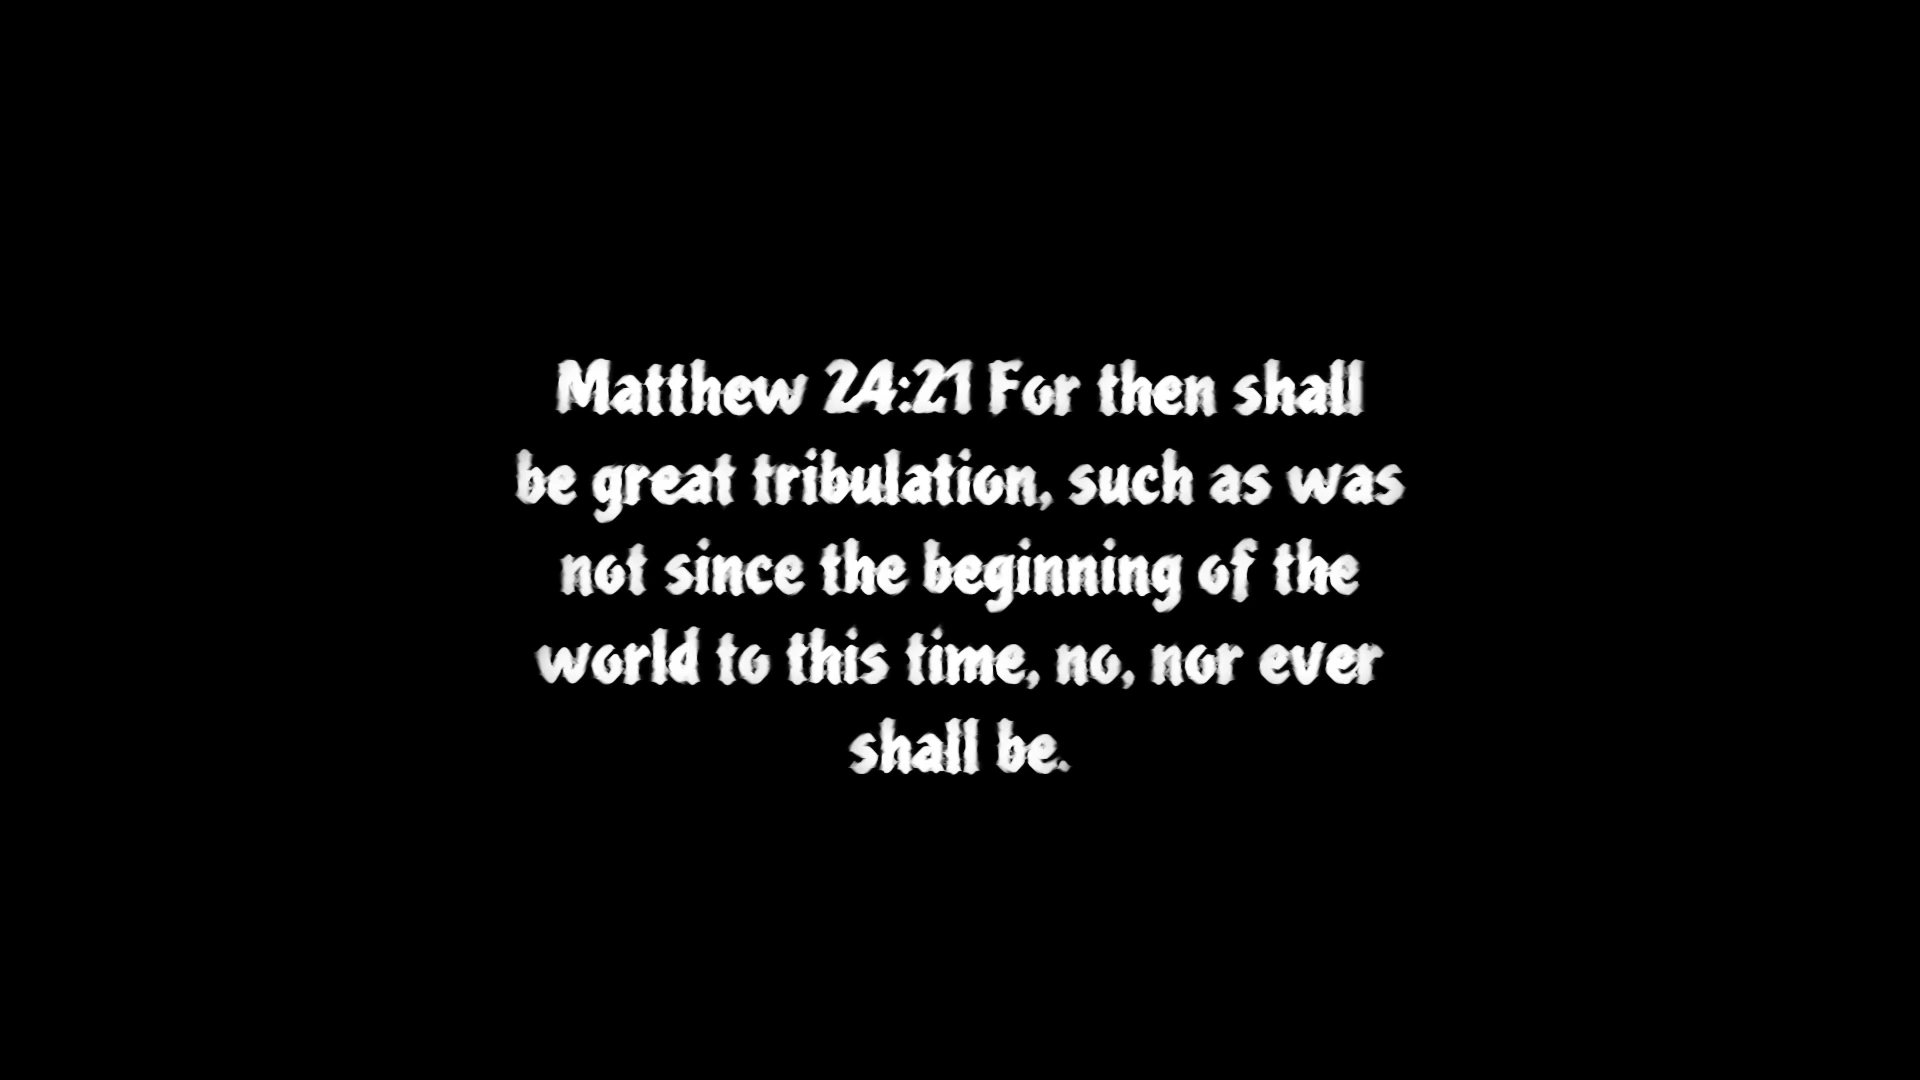 Matthew 24:21 For then shall
be great tribulation, such as was
not since the beginning of the
world to this time, no, nor ever
shall be.